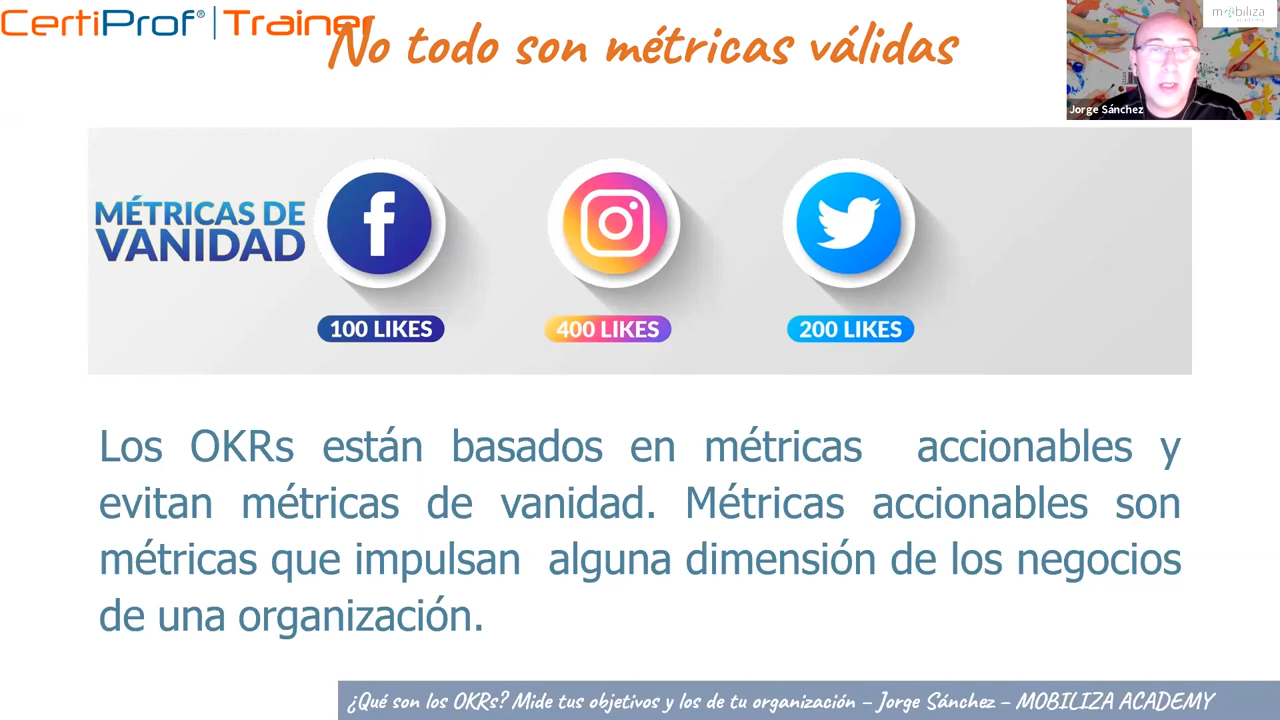 CertiProf® | Trainer
No todo son métricas válidas
mobiliza
academy
Jorge Sánchez
MÉTRICAS DE
VANIDAD
100 LIKES
400 LIKES
200 LIKES
Los OKRs están basados en métricas accionables y
evitan métricas de vanidad. Métricas accionables son
métricas que impulsan alguna dimensión de los negocios
de una organización.
¿Qué son los OKRs? Mide tus objetivos y los de tu organización – Jorge Sánchez – MOBILIZA ACADEMY